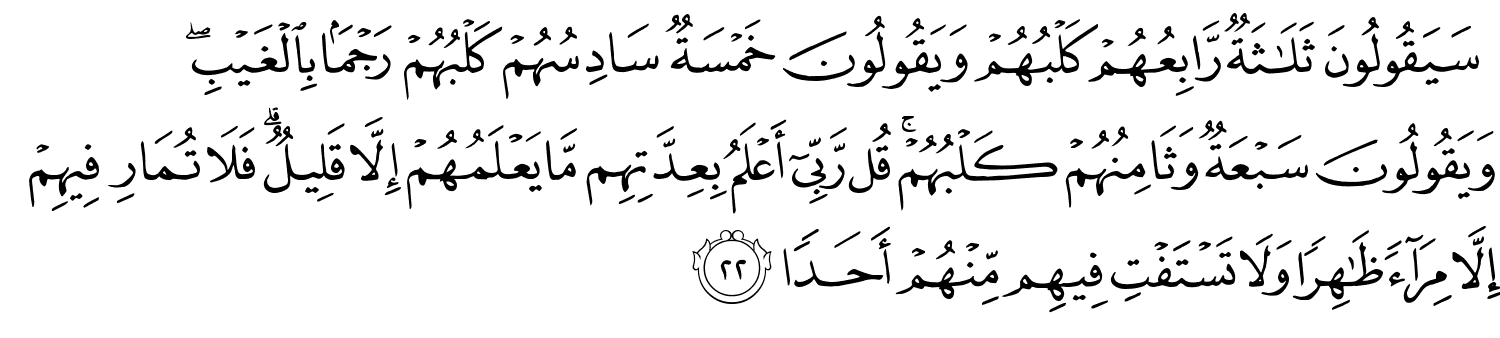 سَيَقُولُونَ ثَلَٰثَةٌ رَّابِعُهُمْ كَلْبُهُمْ وَيَقُولُونَ خَمْسَةٌ سَادِسُهُمْ كَلْبُهُمْ رَجْمًۢا بِٱلْغَيْبِ ۖ
وَيَقُولُونَ سَبْعَةٌ وَثَامِنُهُمْ كَلْبُهُمْ ۚ قُل رَّبِّىٓ أَعْلَمُ بِعِدَّتِهِم مَّا يَعْلَمُهُمْ إِلَّا قَلِيلٌ ۗ فَلَا تُمَارِ فِيهِمْ
إِلَّا مِرَآءً ظَٰهِرًا وَلَا تَسْتَفْتِ فِيهِم مِّنْهُمْ أَحَدًا ٢٢